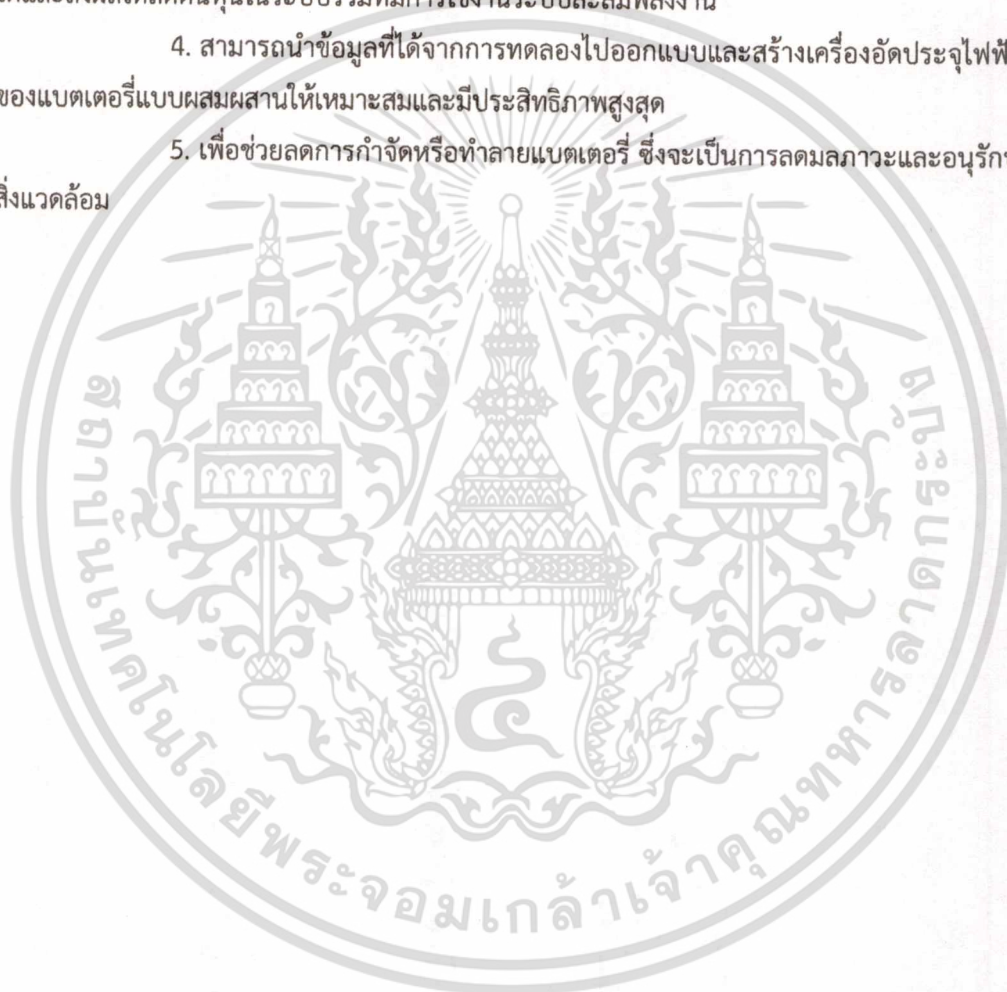 4. สามารถนำข้อมูลที่ได้จากการทดลองไปออกแบบและสร้างเครื่องอัดประจุไฟฟ้
ของแบตเตอรี่แบบผสมผสานให้เหมาะสมและมีประสิทธิภาพสูงสุด
5. เพื่อช่วยลดการกำจัดหรือทำลายแบตเตอรี่ ซึ่งจะเป็นการลดมลภาวะและอนุรัก
สิ่งแวดล้อม
สถาบันเทคโนโลยีพระจอมเกล้าเจ้าคุณทหารลาดกระบัง